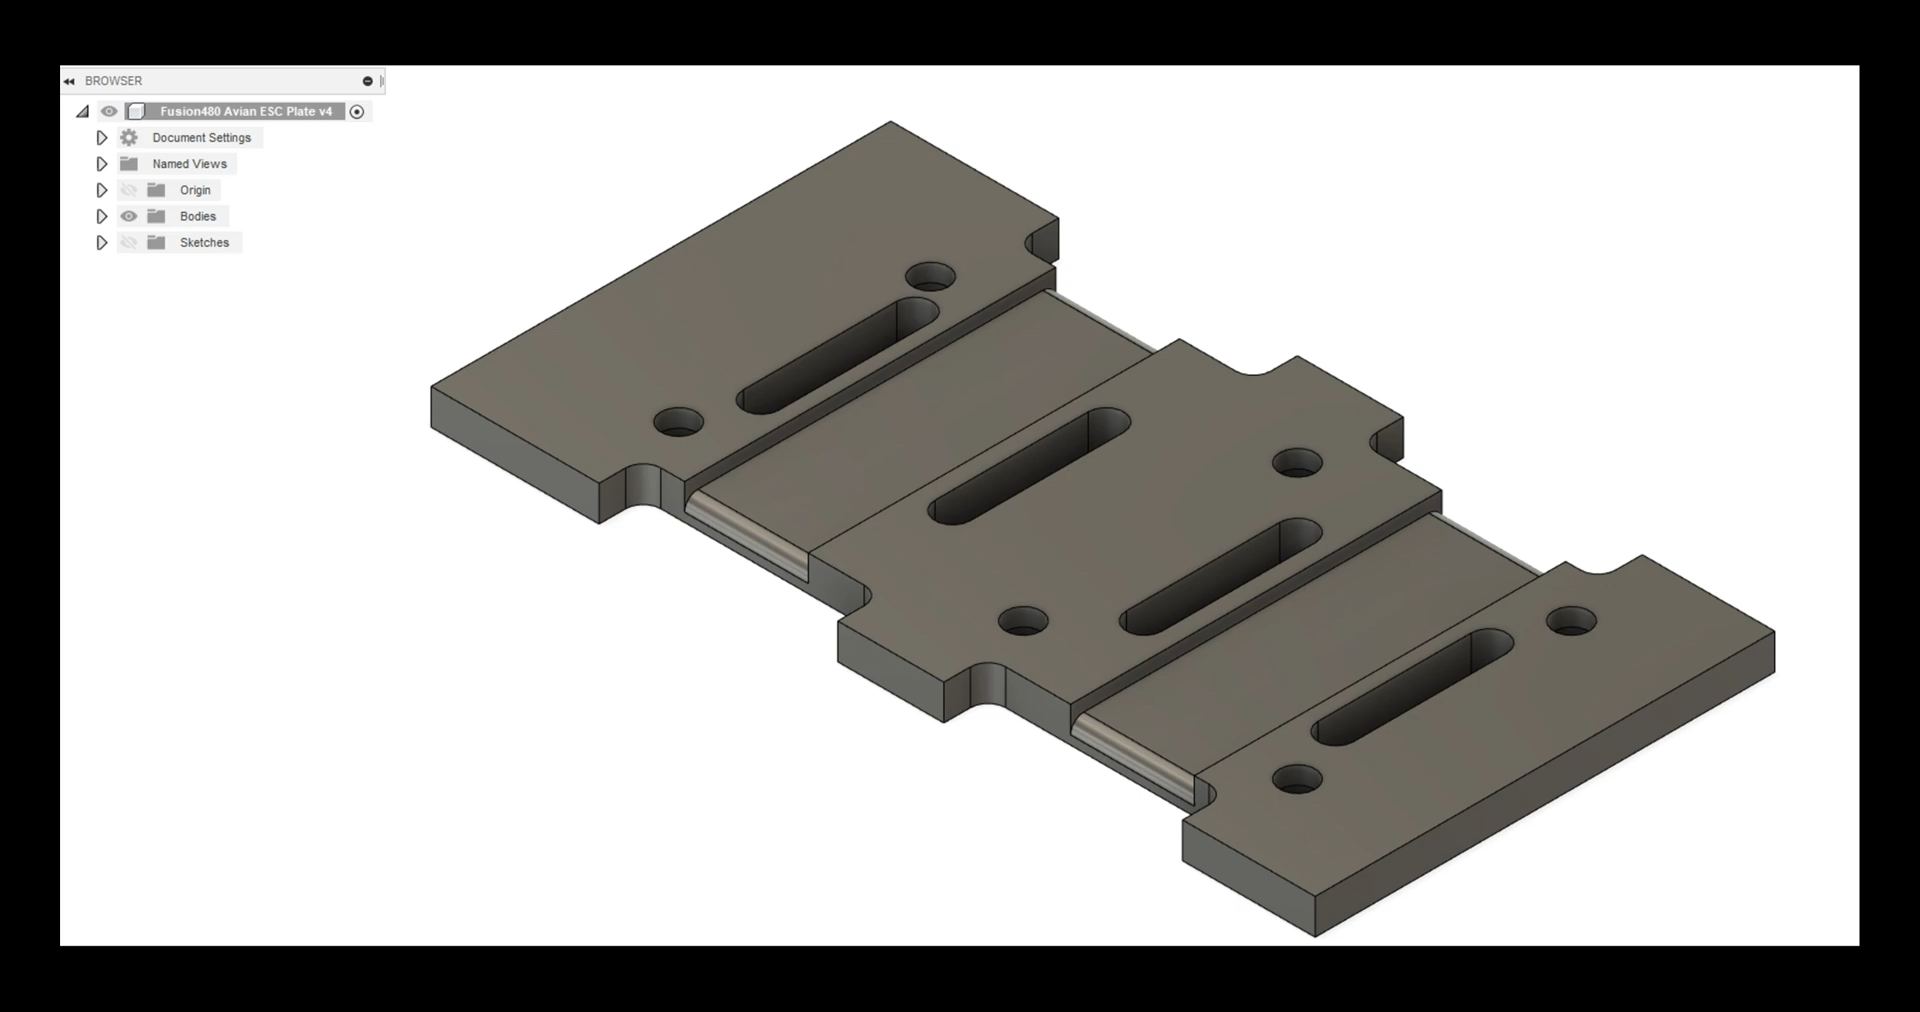 BROWSER
Fusion480 Avian ESC Plate v4
Document Settings
Named Views
Origin
Bodies
Sketches